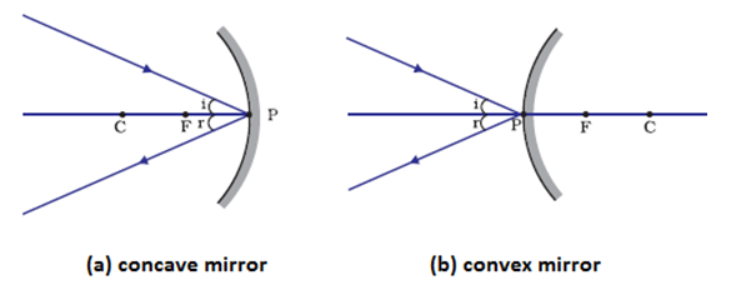 i
C F r P
i
r P F C
(a) concave mirror
(b) convex mirror